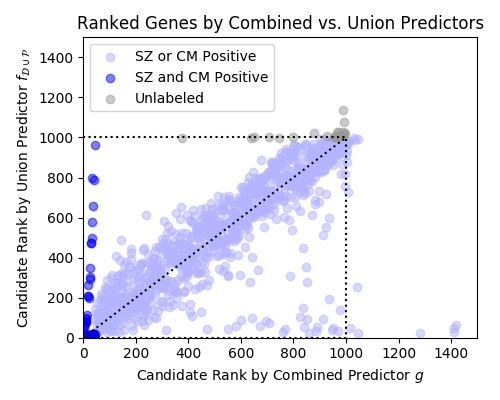 Ranked Genes by Combined vs. Union Predictors
SZ or CM Positive
SZ and CM Positive
Unlabeled
Candidate Rank by Union Predictor f_{𝒟∪𝒫}
1400
1200
1000
800
600
400
200
0
0 200 400 600 800 1000 1200 1400
Candidate Rank by Combined Predictor g